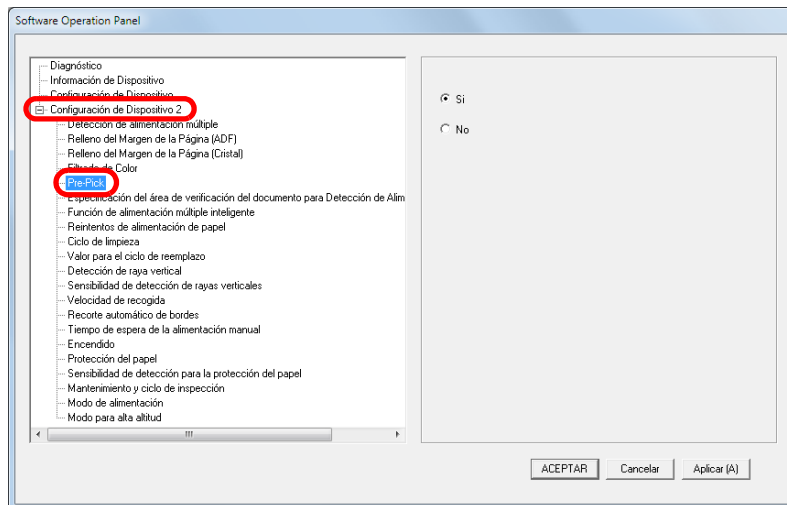 Software Operation Panel
Diagnóstico
Información de Dispositivo
Configuración de Dispositivo
Configuración de Dispositivo 2
Detección de alimentación múltiple
Relleno del Margen de la Página (ADF)
Relleno del Margen de la Página (Cristal)
Filtrado de Color
Pre-Pick
Especificación del área de verificación del documento para Detección de Alim
Función de alimentación múltiple inteligente
Reintentos de alimentación de papel
Ciclo de limpieza
Valor para el ciclo de reemplazo
Detección de raya vertical
Sensibilidad de detección de rayas verticales
Velocidad de recogida
Recorte automático de bordes
Tiempo de espera de la alimentación manual
Encendido
Protección del papel
Sensibilidad de detección para la protección del papel
Mantenimiento y ciclo de inspección
Modo de alimentación
Modo para alta altitud
Si
No
ACEPTAR Cancelar Aplicar (A)